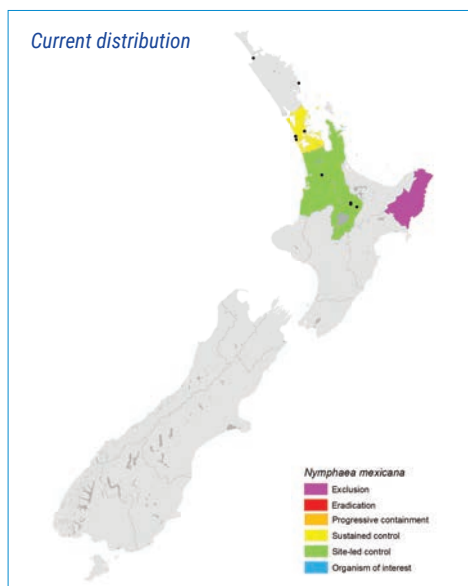 Current distribution
Nymphaea mexicana
Exclusion
Eradication
Progressive containment
Sustained control
Site-led control
Organism of interest